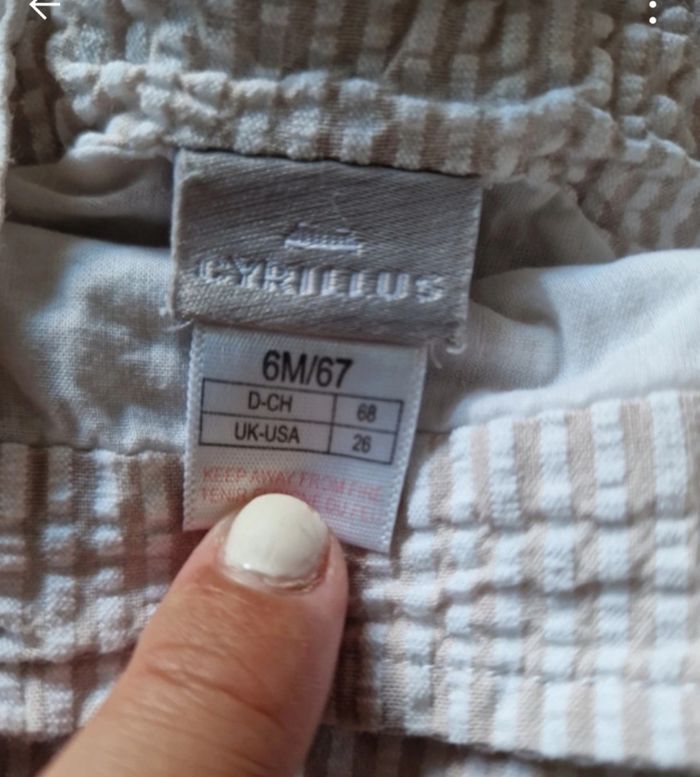 CYRILLUS
6M/67
D-CH 68
UK-USA 26
KEEP AWAY FROM FIRE